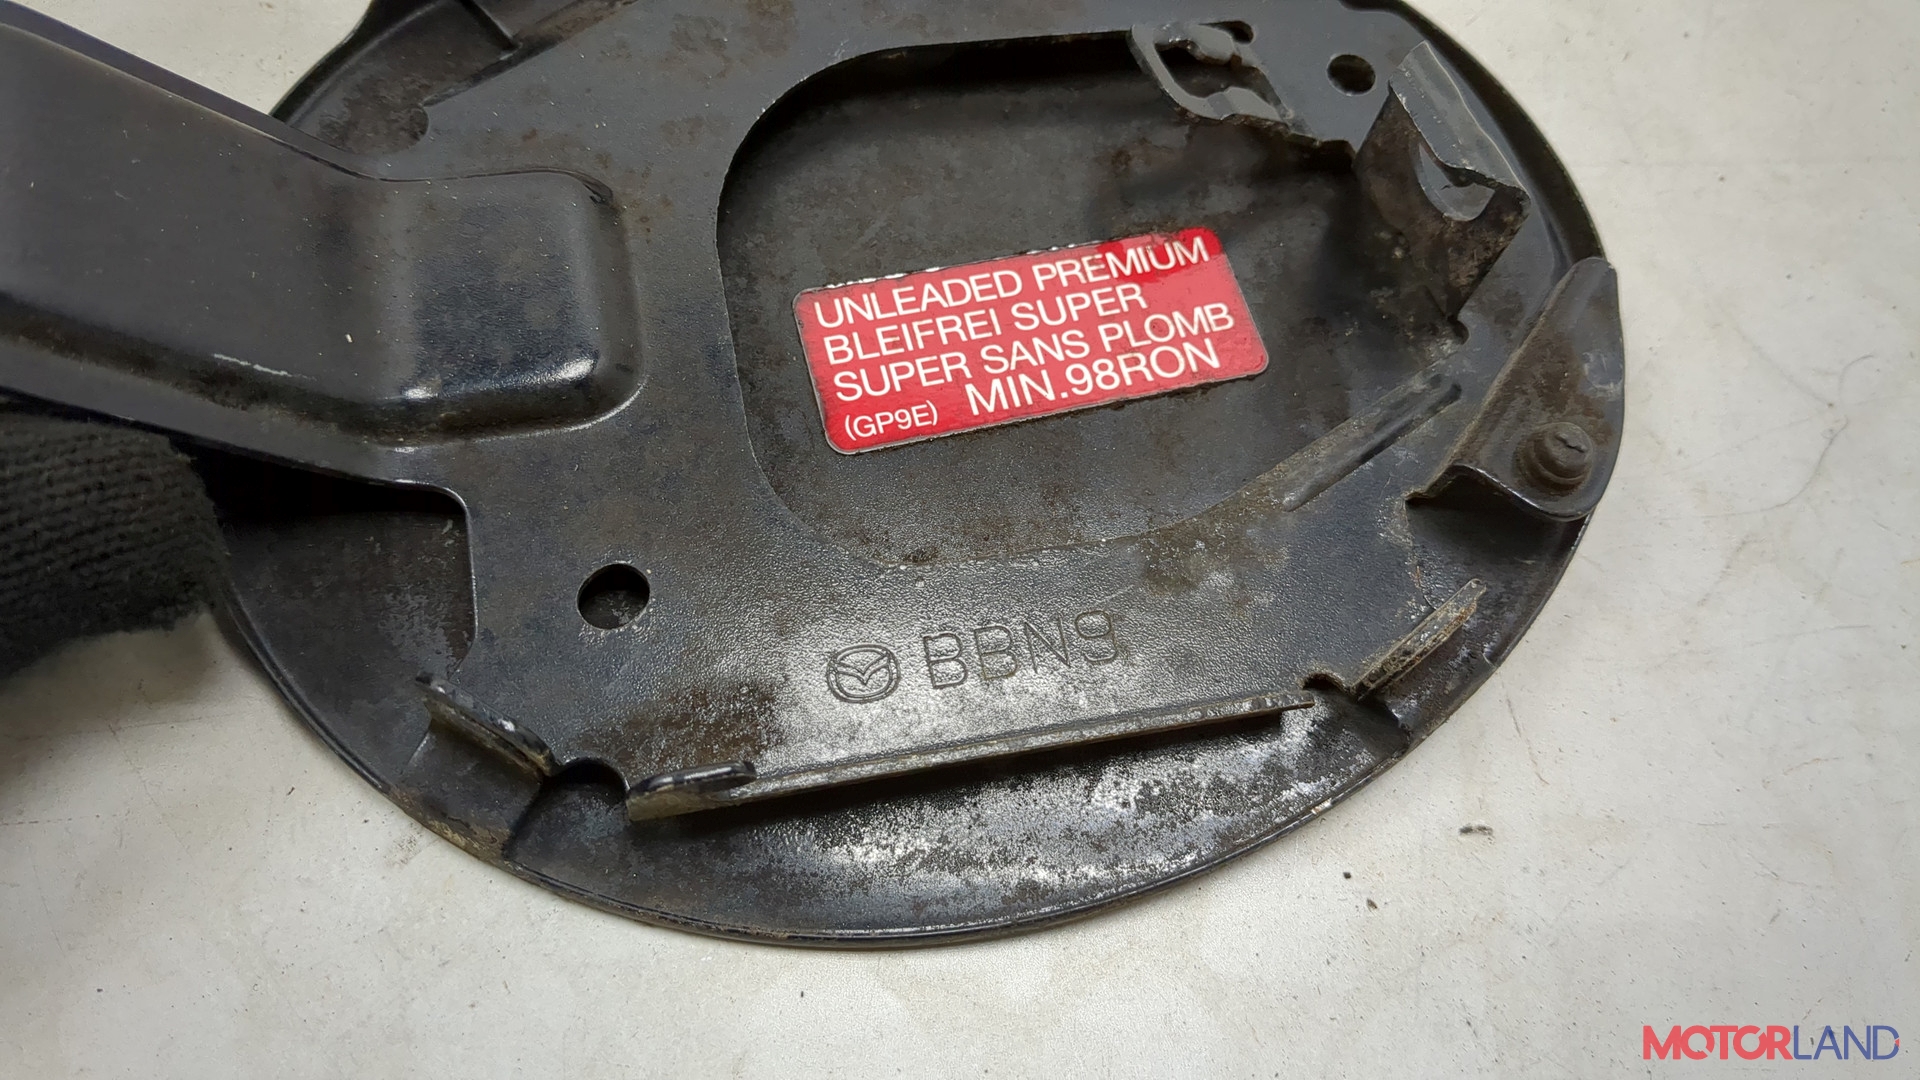 UNLEADED PREMIUM
BLEIFREI SUPER
SUPER SANS PLOMB
(GP9E) MIN.98RON
BBN9
MOTORLAND